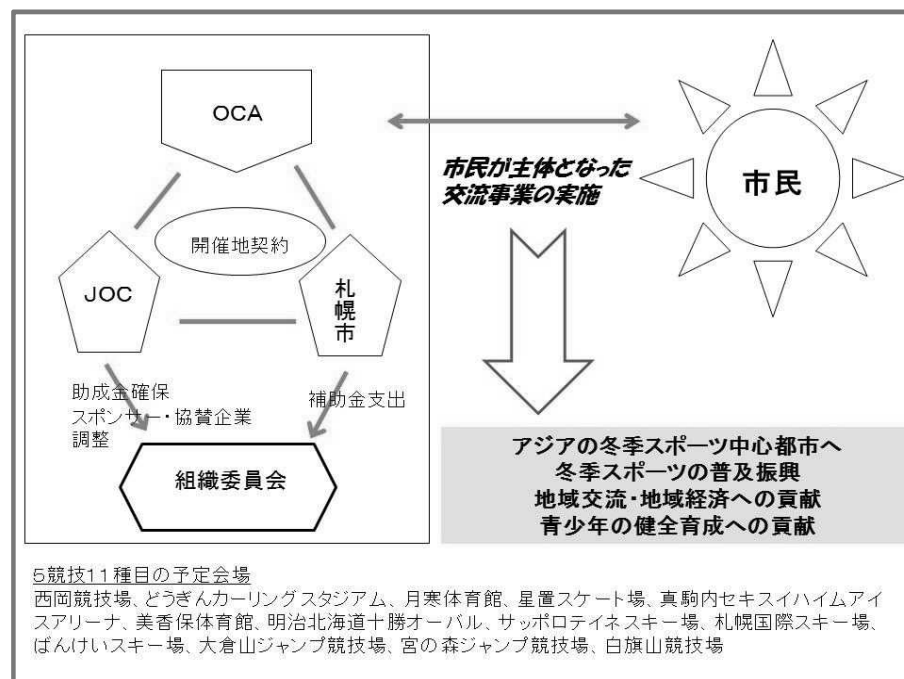 OCA
市民
市民が主体となった
交流事業の実施
開催地契約
JOC
札幌市
助成金確保
スポンサー・協賛企業
調整
補助金支出
組織委員会
アジアの冬季スポーツ中心都市へ
冬季スポーツの普及振興
地域交流・地域経済への貢献
青少年の健全育成への貢献
5競技11種目の予定会場
西岡競技場、どうぎんカーリングスタジアム、月寒体育館、星置スケート場、真駒内セキスイハイムアイ
スアリーナ、美香保体育館、明治北海道十勝オーバル、サッポロテイネスキー場、札幌国際スキー場、
ばんけいスキー場、大倉山ジャンプ競技場、宮の森ジャンプ競技場、白旗山競技場